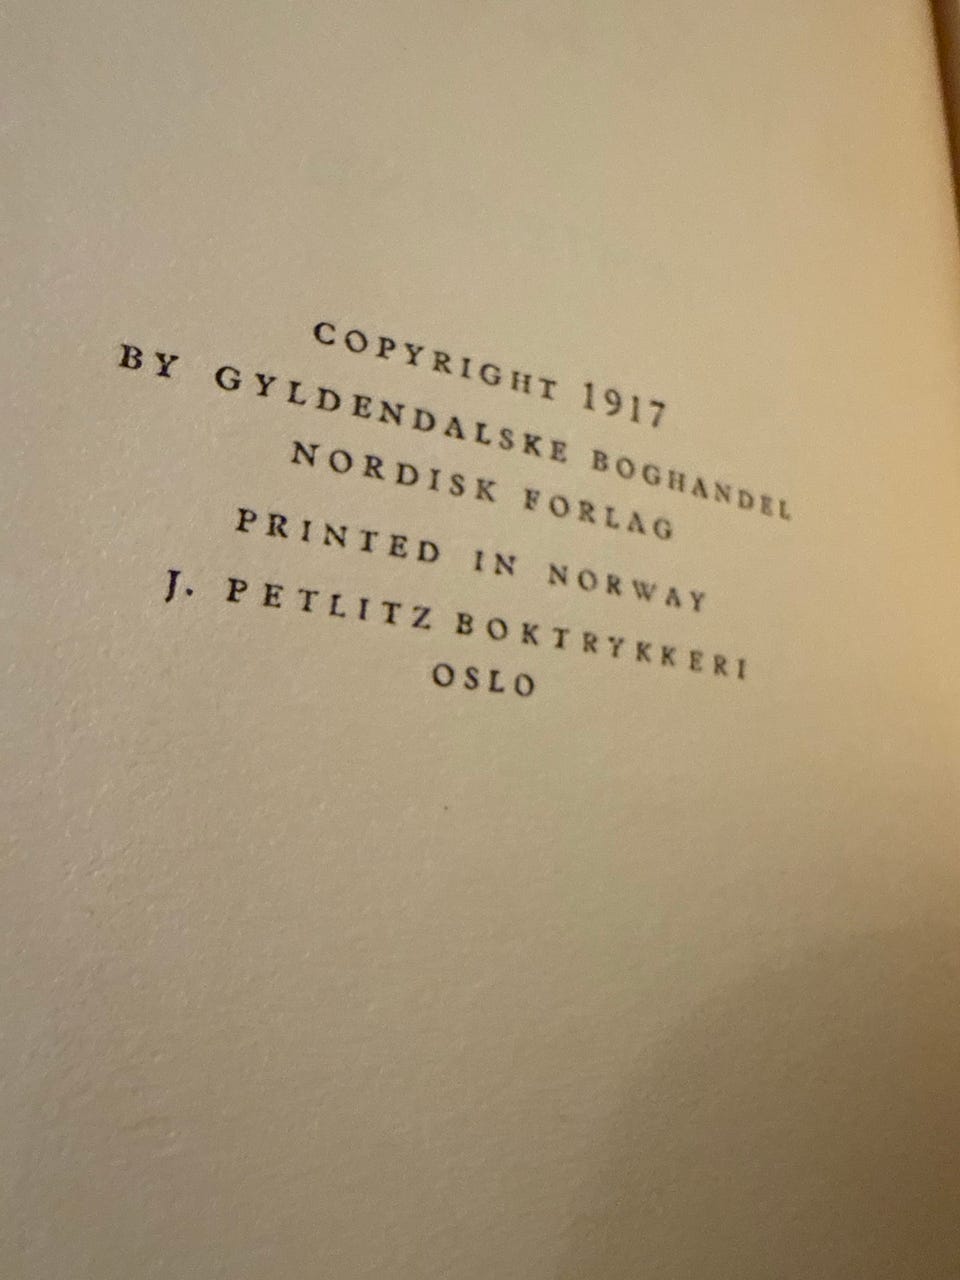 COPYRIGHT 1917
BY GYLDENDALSKE BOGHANDEL
NORDISK FORLAG
PRINTED IN NORWAY
J. PETLITZ BOKTRYKKERI
OSLO